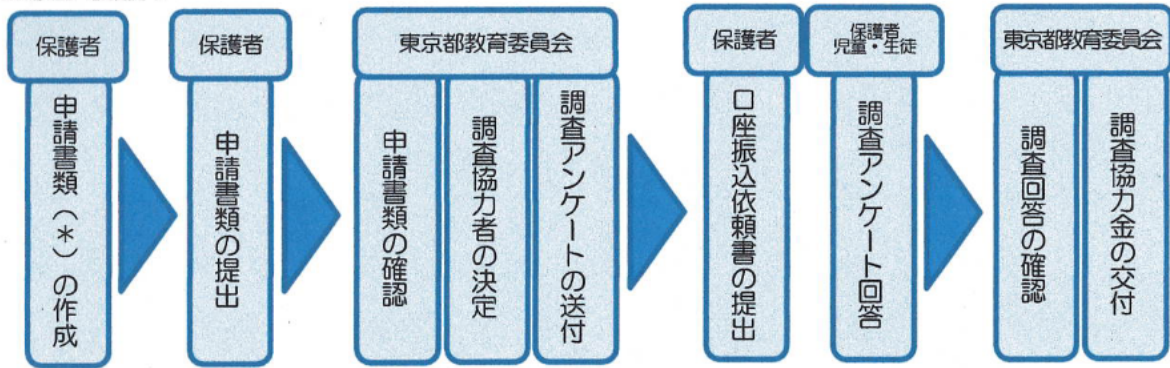 保護者
申請書類（＊）の作成
保護者
申請書類の提出
東京都教育委員会
申請書類の確認
調査協力者の決定
調査アンケートの送付
保護者
口座振込依頼書の提出
保護者
児童・生徒
調査アンケート回答
東京都教育委員会
調査回答の確認
調査協力金の交付